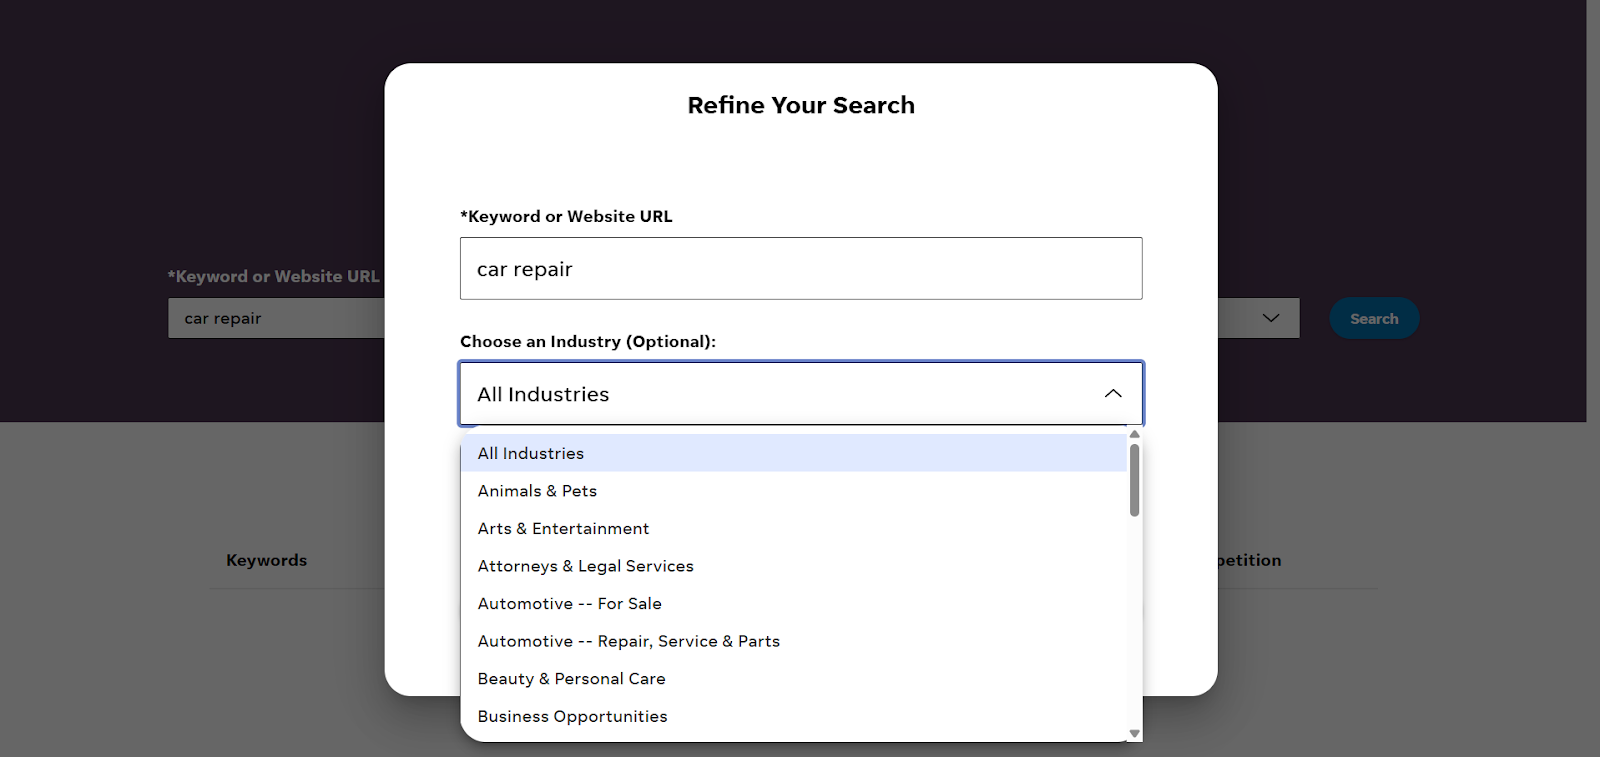 Refine Your Search
*Keyword or Website URL
car repair
Choose an Industry (Optional):
All Industries
All Industries
Animals & Pets
Arts & Entertainment
Attorneys & Legal Services
Automotive -- For Sale
Automotive -- Repair, Service & Parts
Beauty & Personal Care
Business Opportunities
*Keyword or Website URL
car repair
Search
Keywords
petition